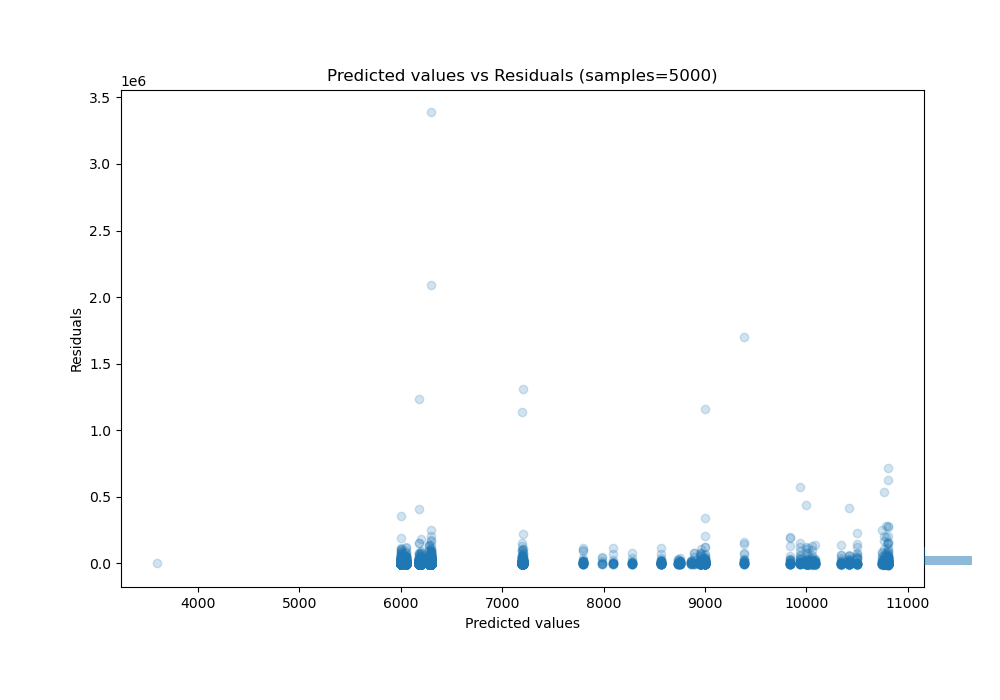 Predicted values vs Residuals (samples=5000)
1e6
3.5
3.0
2.5
2.0
1.5
1.0
0.5
0.0
Residuals
4000 5000 6000 7000 8000 9000 10000 11000
Predicted values